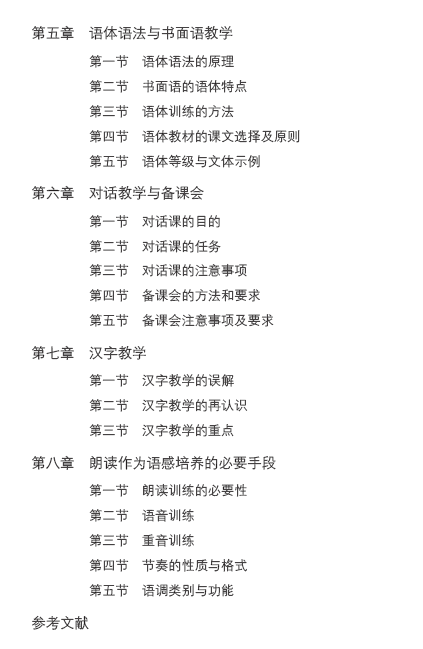 第五章　语体语法与书面语教学
第一节　语体语法的原理
第二节　书面语的语体特点
第三节　语体训练的方法
第四节　语体教材的课文选择及原则
第五节　语体等级与文体示例
第六章　对话教学与备课会
第一节　对话课的目的
第二节　对话课的任务
第三节　对话课的注意事项
第四节　备课会的方法和要求
第五节　备课会注意事项及要求
第七章　汉字教学
第一节　汉字教学的误解
第二节　汉字教学的再认识
第三节　汉字教学的重点
第八章　朗读作为语感培养的必要手段
第一节　朗读训练的必要性
第二节　语音训练
第三节　重音训练
第四节　节奏的性质与格式
第五节　语调类别与功能
参考文献